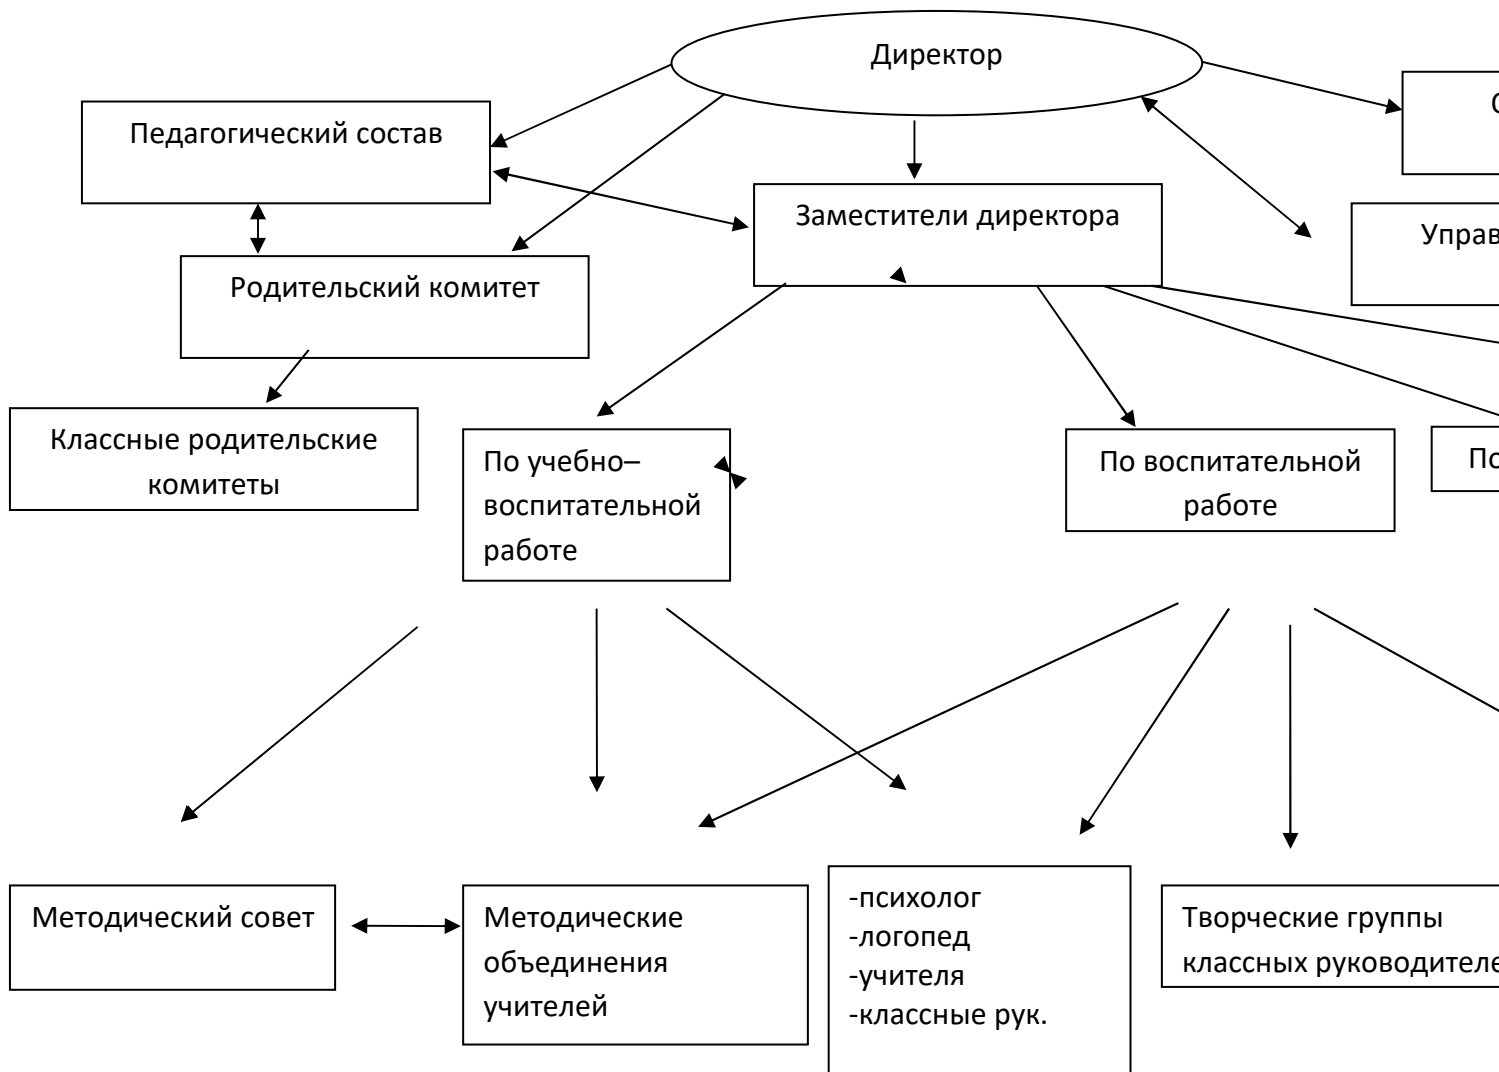 Директор
Педагогический состав
Заместители директора
Родительский комитет
Классные родительские
комитеты
По учебно–
воспитательной
работе
По воспитательной
работе
По
Методический совет
Методические
объединения
учителей
-психолог
-логопед
-учителя
-классные рук.
Творческие группы